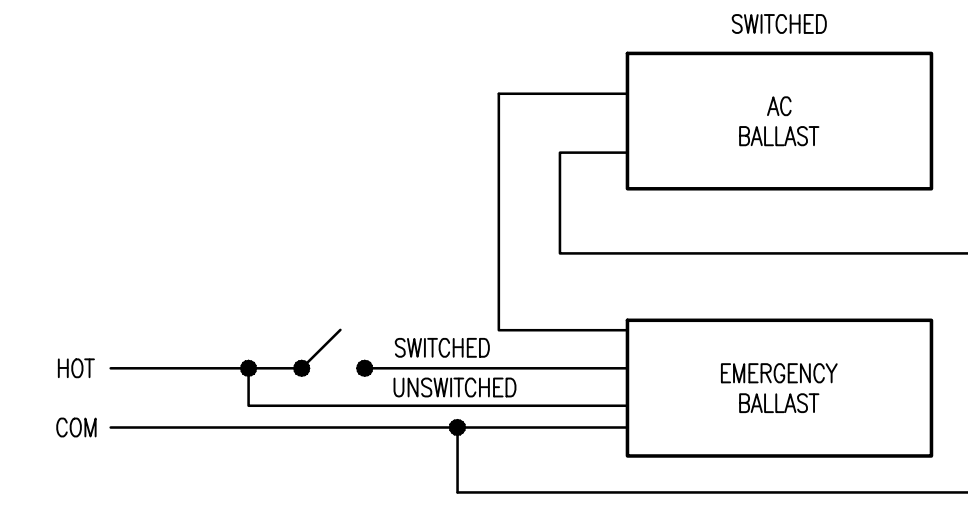 SWITCHED
AC
BALLAST
SWITCHED
HOT
UNSWITCHED
COM
EMERGENCY
BALLAST